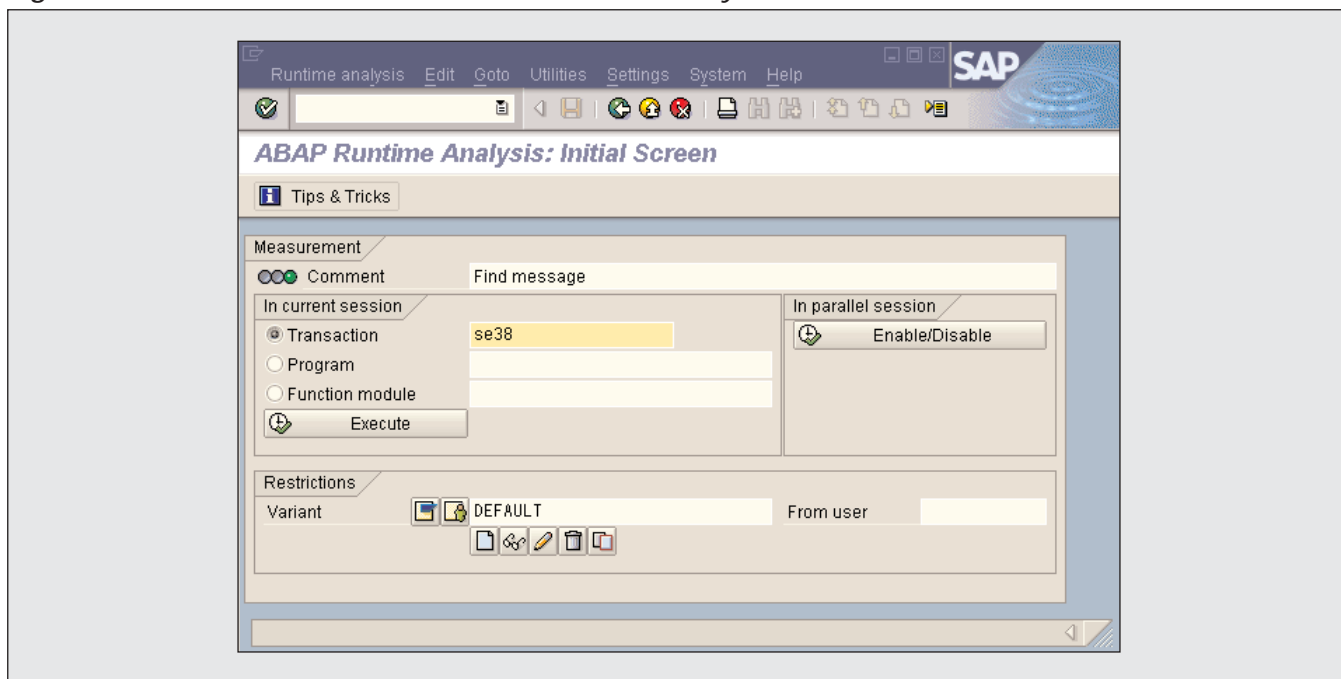 Runtime analysis Edit Goto Utilities Settings System Help
SAP
ABAP Runtime Analysis: Initial Screen
Tips & Tricks
Measurement
Comment Find message
In current session In parallel session
Transaction se38 Enable/Disable
Program
Function module
Execute
Restrictions
Variant DEFAULT From user